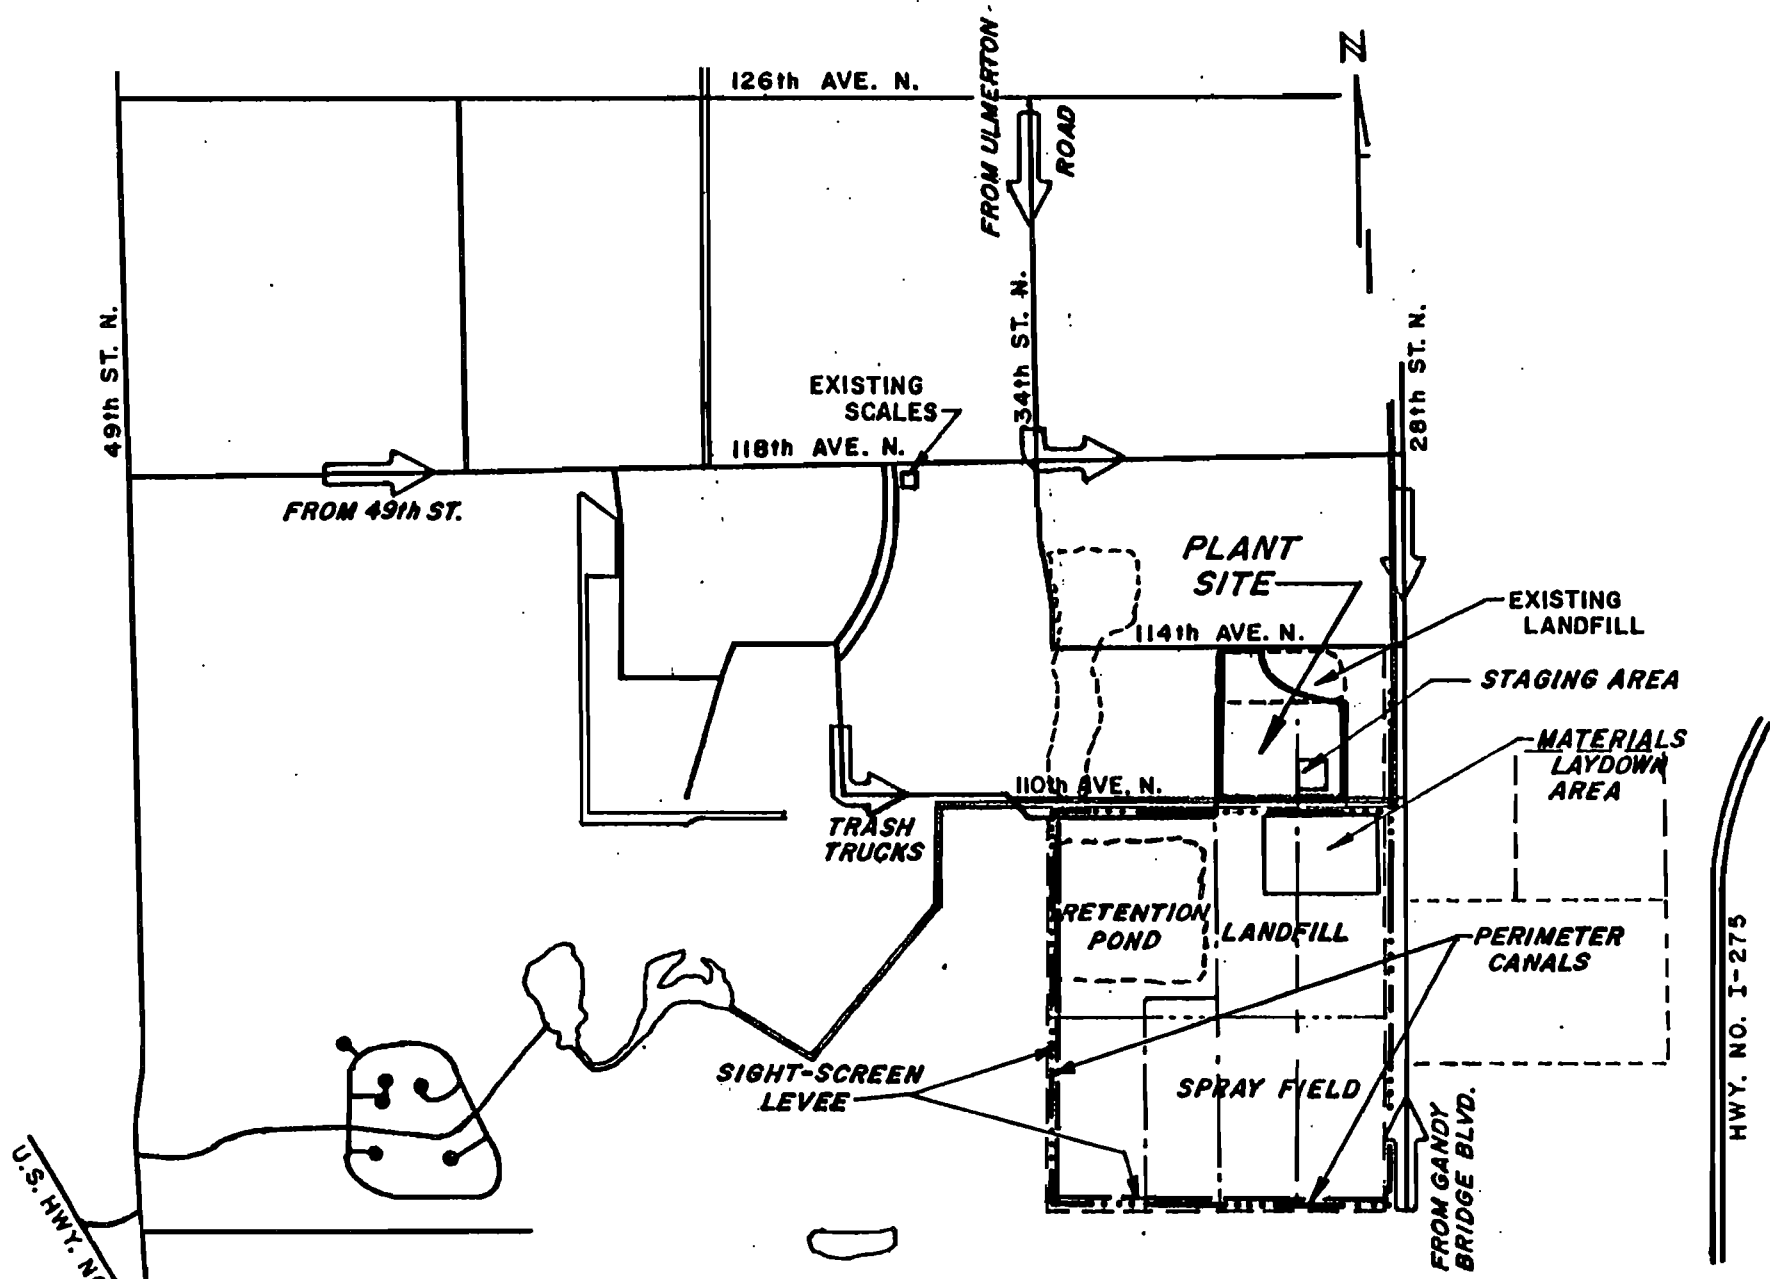 126th AVE. N.
FROM ULMERTON
ROAD
N
49th ST. N.
34th ST. N.
28th ST. N.
EXISTING
SCALES
118th AVE. N.
FROM 49th ST.
PLANT
SITE
EXISTING
LANDFILL
114th AVE. N.
STAGING AREA
MATERIALS
LAYDOWN
AREA
110th AVE. N.
TRASH
TRUCKS
RETENTION
POND
LANDFILL
PERIMETER
CANALS
HWY. NO. I-275
SIGHT-SCREEN
LEVEE
SPRAY FIELD
FROM GANDY
BRIDGE BLVD.
U.S. HWY. NO